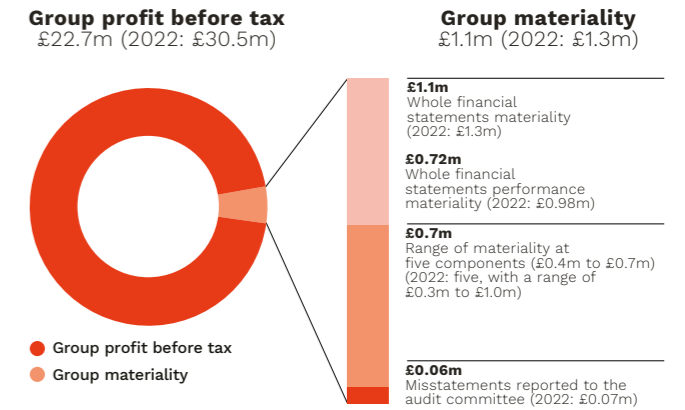 Group profit before tax
£22.7m (2022: £30.5m)
Group profit before tax
Group materiality
Group materiality
£1.1m (2022: £1.3m)
£1.1m
Whole financial
statements materiality
(2022: £1.3m)
£0.72m
Whole financial
statements performance
materiality (2022: £0.98m)
£0.7m
Range of materiality at
five components (£0.4m to £0.7m)
(2022: five, with a range of
£0.3m to £1.0m)
£0.06m
Misstatements reported to the
audit committee (2022: £0.07m)